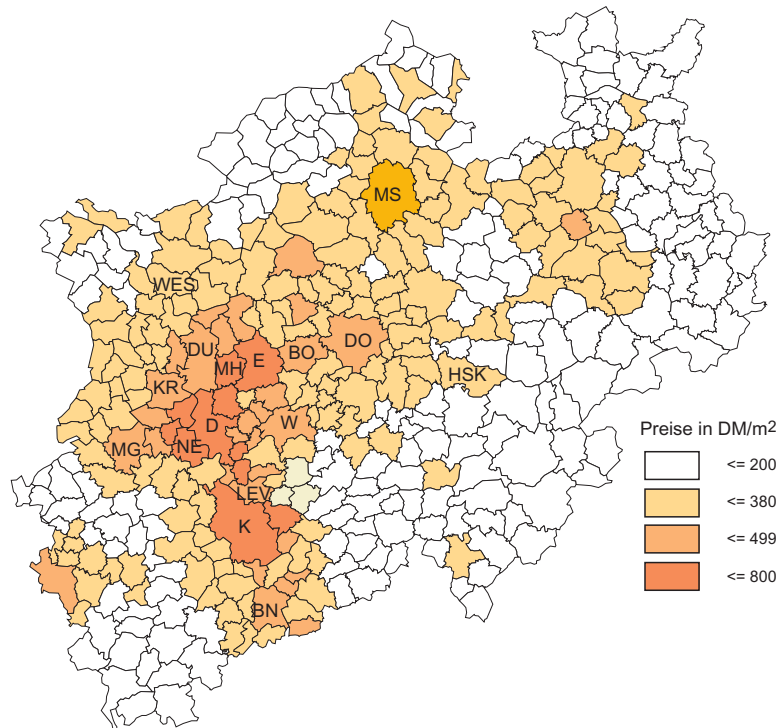 MS
WES
DU
MH
E
BO
DO
KR
HSK
D
W
MG
NE
LEV
K
BN
Preise in DM/m²
<= 200
<= 380
<= 499
<= 800